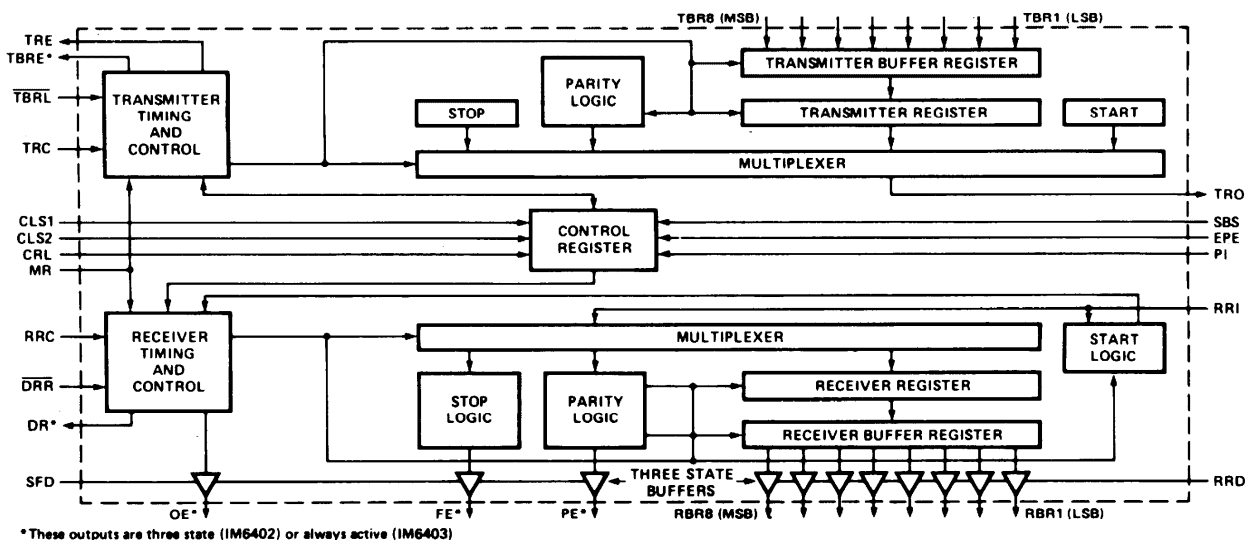 TBR8 (MSB) TBR1 (LSB)
TRE
TBRE*
TBRL
TRC
TRANSMITTER
TIMING
AND
CONTROL
STOP
PARITY
LOGIC
TRANSMITTER BUFFER REGISTER
TRANSMITTER REGISTER
START
MULTIPLEXER
TRO
CLS1
CLS2
CRL
MR
CONTROL
REGISTER
SBS
EPE
PI
RRI
RRC
DRR
DR*
RECEIVER
TIMING
AND
CONTROL
MULTIPLEXER
START
LOGIC
STOP
LOGIC
PARITY
LOGIC
RECEIVER REGISTER
RECEIVER BUFFER REGISTER
SFD
THREE STATE
BUFFERS
RRD
OE* FE* PE* RBR8 (MSB) RBR1 (LSB)
*These outputs are three state (IM6402) or always active (IM6403)